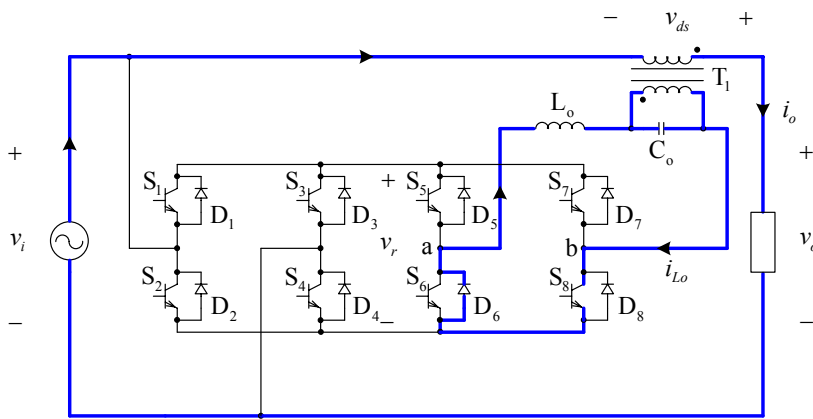 − v_ds +
T_1
L_o
i_o
C_o
+ S_1 S_3 + S_5 S_7 +
D_1 D_3 D_5 D_7
v_i v_r a b v_o
i_Lo
S_2 S_4 S_6 S_8
− D_2 D_4 − D_6 D_8 −